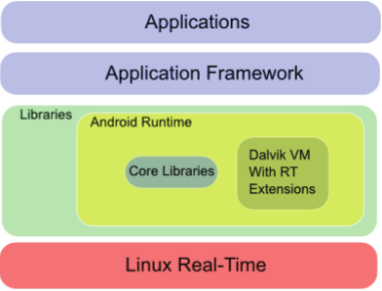 Applications
Application Framework
Libraries
Android Runtime
Core Libraries
Dalvik VM
With RT
Extensions
Linux Real-Time